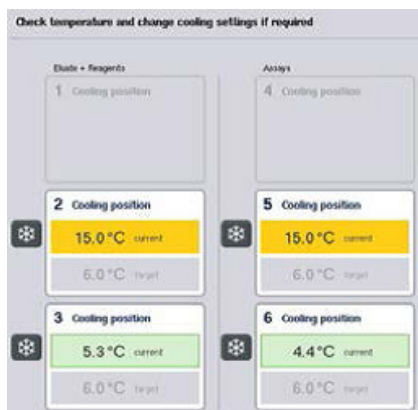 Check temperature and change cooling settings if required
Eluate + Reagents
Assays
1 Cooling position
4 Cooling position
2 Cooling position
5 Cooling position
15.0 °C current
15.0 °C current
6.0 °C target
6.0 °C target
3 Cooling position
6 Cooling position
5.3 °C current
4.4 °C current
6.0 °C target
6.0 °C target